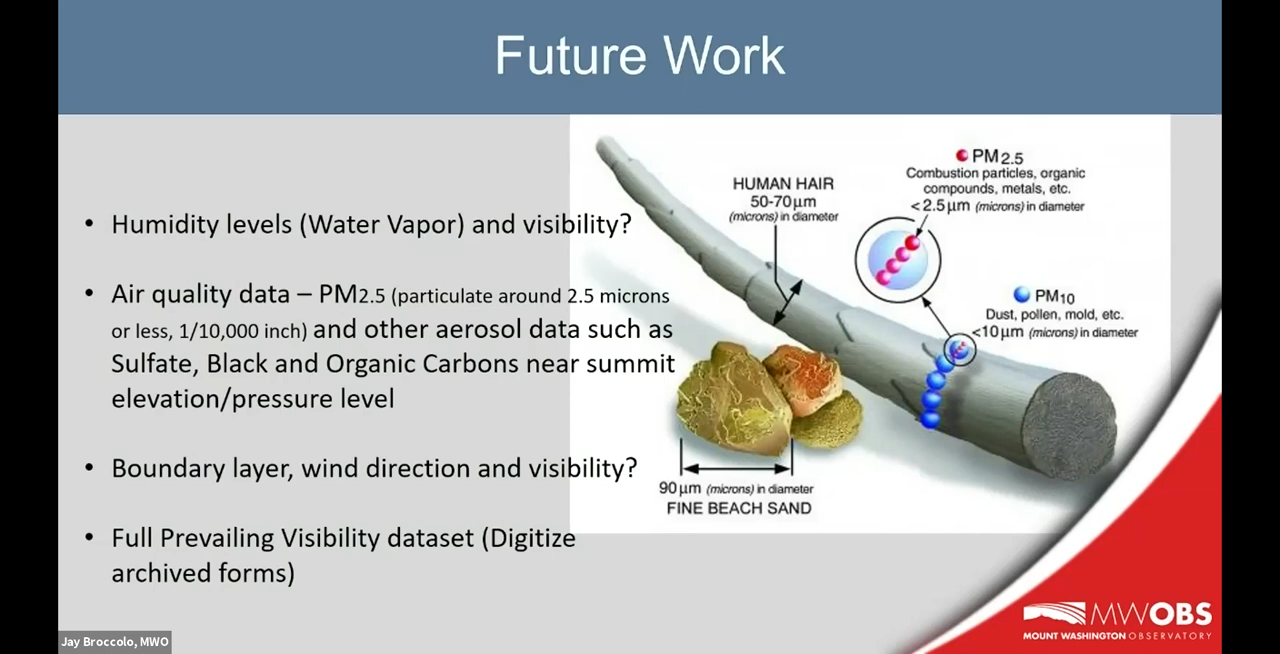 Future Work
• Humidity levels (Water Vapor) and visibility?
• Air quality data – PM2.5 (particulate around 2.5 microns
or less, 1/10,000 inch) and other aerosol data such as
Sulfate, Black and Organic Carbons near summit
elevation/pressure level
• Boundary layer, wind direction and visibility?
• Full Prevailing Visibility dataset (Digitize
archived forms)
HUMAN HAIR
50-70μm
(microns) in diameter
PM2.5
Combustion particles, organic
compounds, metals, etc.
<2.5μm (microns) in diameter
PM10
Dust, pollen, mold, etc.
<10μm (microns) in diameter
90μm (microns) in diameter
FINE BEACH SAND
MWOBS
MOUNT WASHINGTON OBSERVATORY
Jay Broccolo, MWO